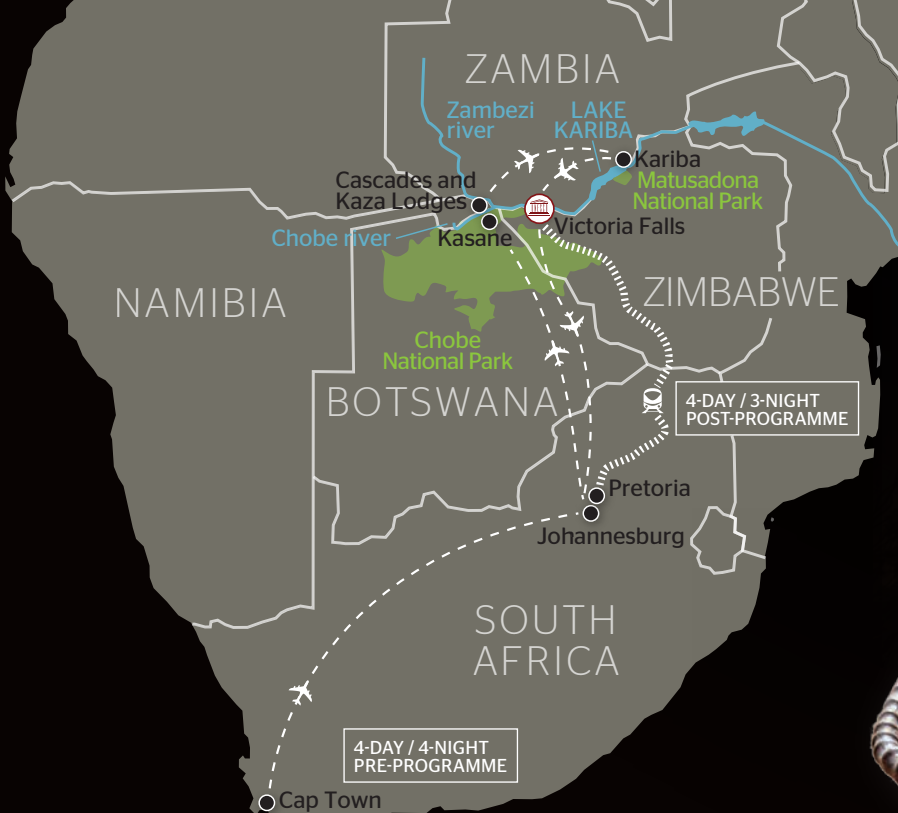 ZAMBIA
Zambezi
river
LAKE
KARIBA
Kariba
Matusadona
National Park
Cascades and
Kaza Lodges
Victoria Falls
Chobe river
Kasane
NAMIBIA
ZIMBABWE
Chobe
National Park
BOTSWANA
4-DAY / 3-NIGHT
POST-PROGRAMME
Pretoria
Johannesburg
SOUTH
AFRICA
4-DAY / 4-NIGHT
PRE-PROGRAMME
Cap Town